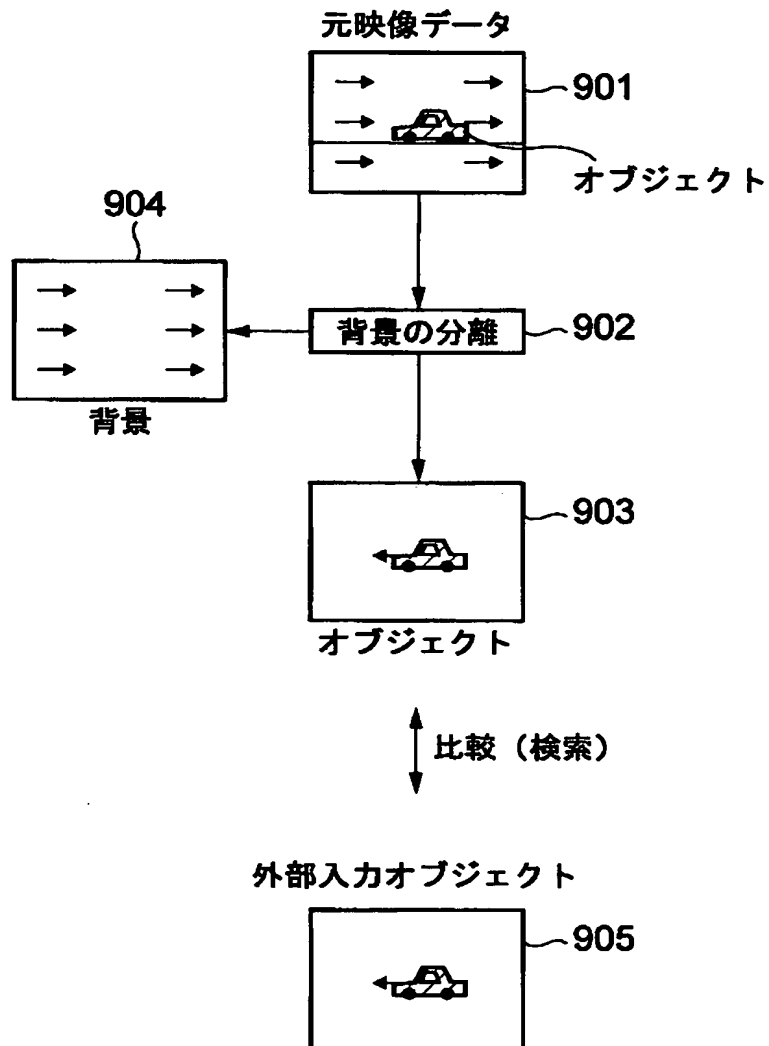 元映像データ
901
オブジェクト
904
背景の分離
902
背景
903
オブジェクト
比較（検索）
外部入力オブジェクト
905